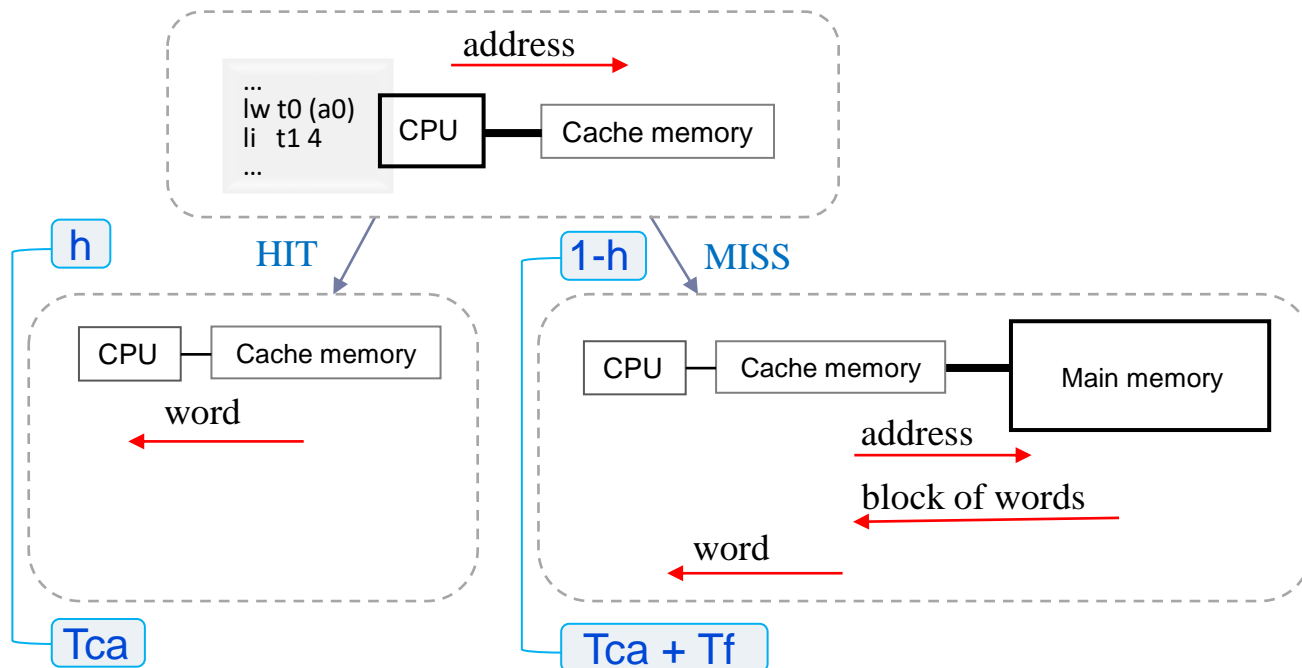 address
...
lw t0 (a0)
li t1 4
...
CPU
Cache memory
h
HIT
1-h
MISS
CPU
Cache memory
word
CPU
Cache memory
Main memory
address
block of words
word
Tca
Tca + Tf